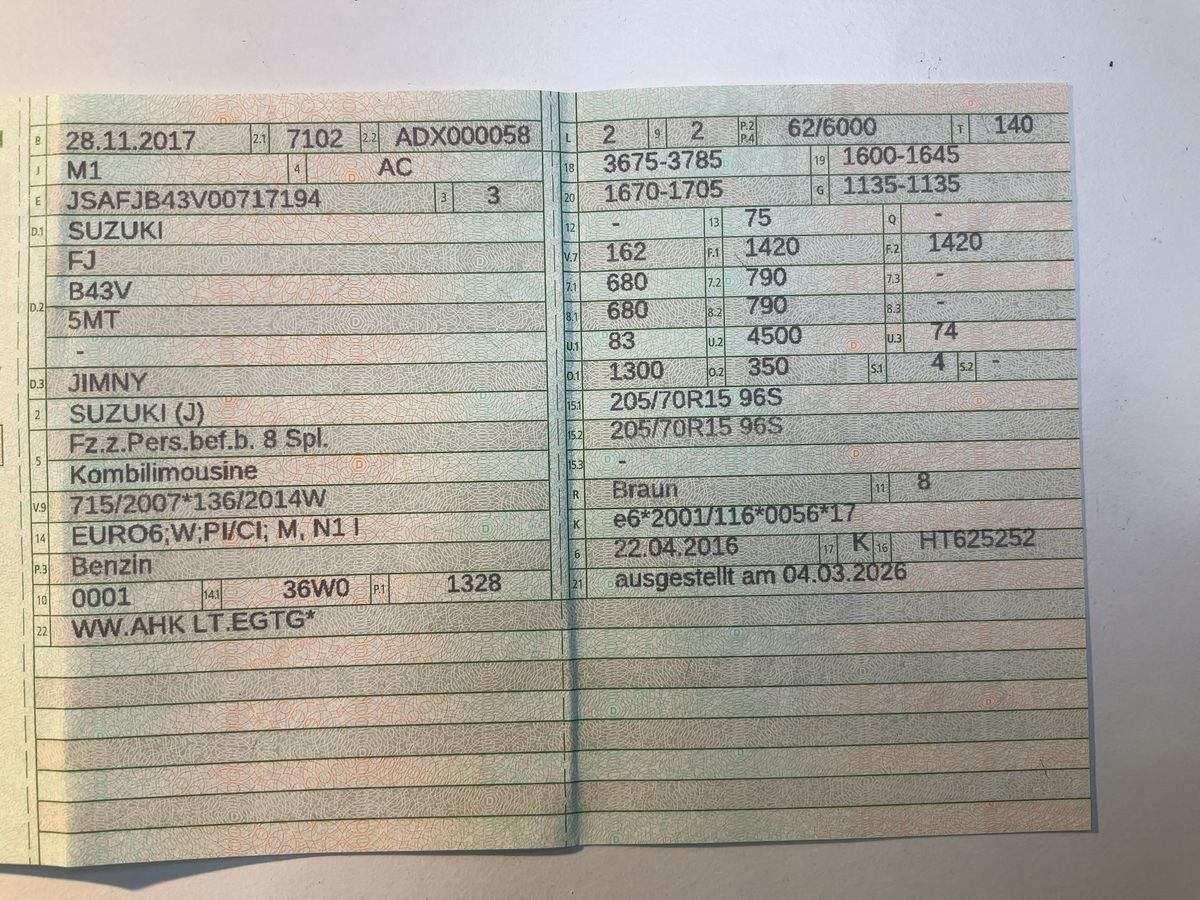 B 28.11.2017 2.1 7102 2.2 ADX000058
J M1 4 AC
E JSAFJB43V00717194 3 3
D.1 SUZUKI
FJ
D.2 B43V
5MT
-
D.3 JIMNY
2 SUZUKI (J)
5 Fz.z.Pers.bef.b. 8 Spl.
Kombilimousine
V.9 715/2007*136/2014W
14 EURO6;W;PI/CI; M, N1 I
P.3 Benzin
10 0001 14.1 36W0 P.1 1328
22 WW.AHK LT.EGTG*
L 2 9 2 P.2 P.4 62/6000 T 140
18 3675-3785 19 1600-1645
20 1670-1705 G 1135-1135
12 - 13 75 Q -
V.7 162 F.1 1420 F.2 1420
7.1 680 7.2 790 7.3 -
8.1 680 8.2 790 8.3 -
U.1 83 U.2 4500 U.3 74
O.1 1300 O.2 350 S.1 4 S.2 -
15.1 205/70R15 96S
15.2 205/70R15 96S
15.3 -
R Braun 11 8
K e6*2001/116*0056*17
6 22.04.2016 17 K 16 HT625252
21 ausgestellt am 04.03.2026